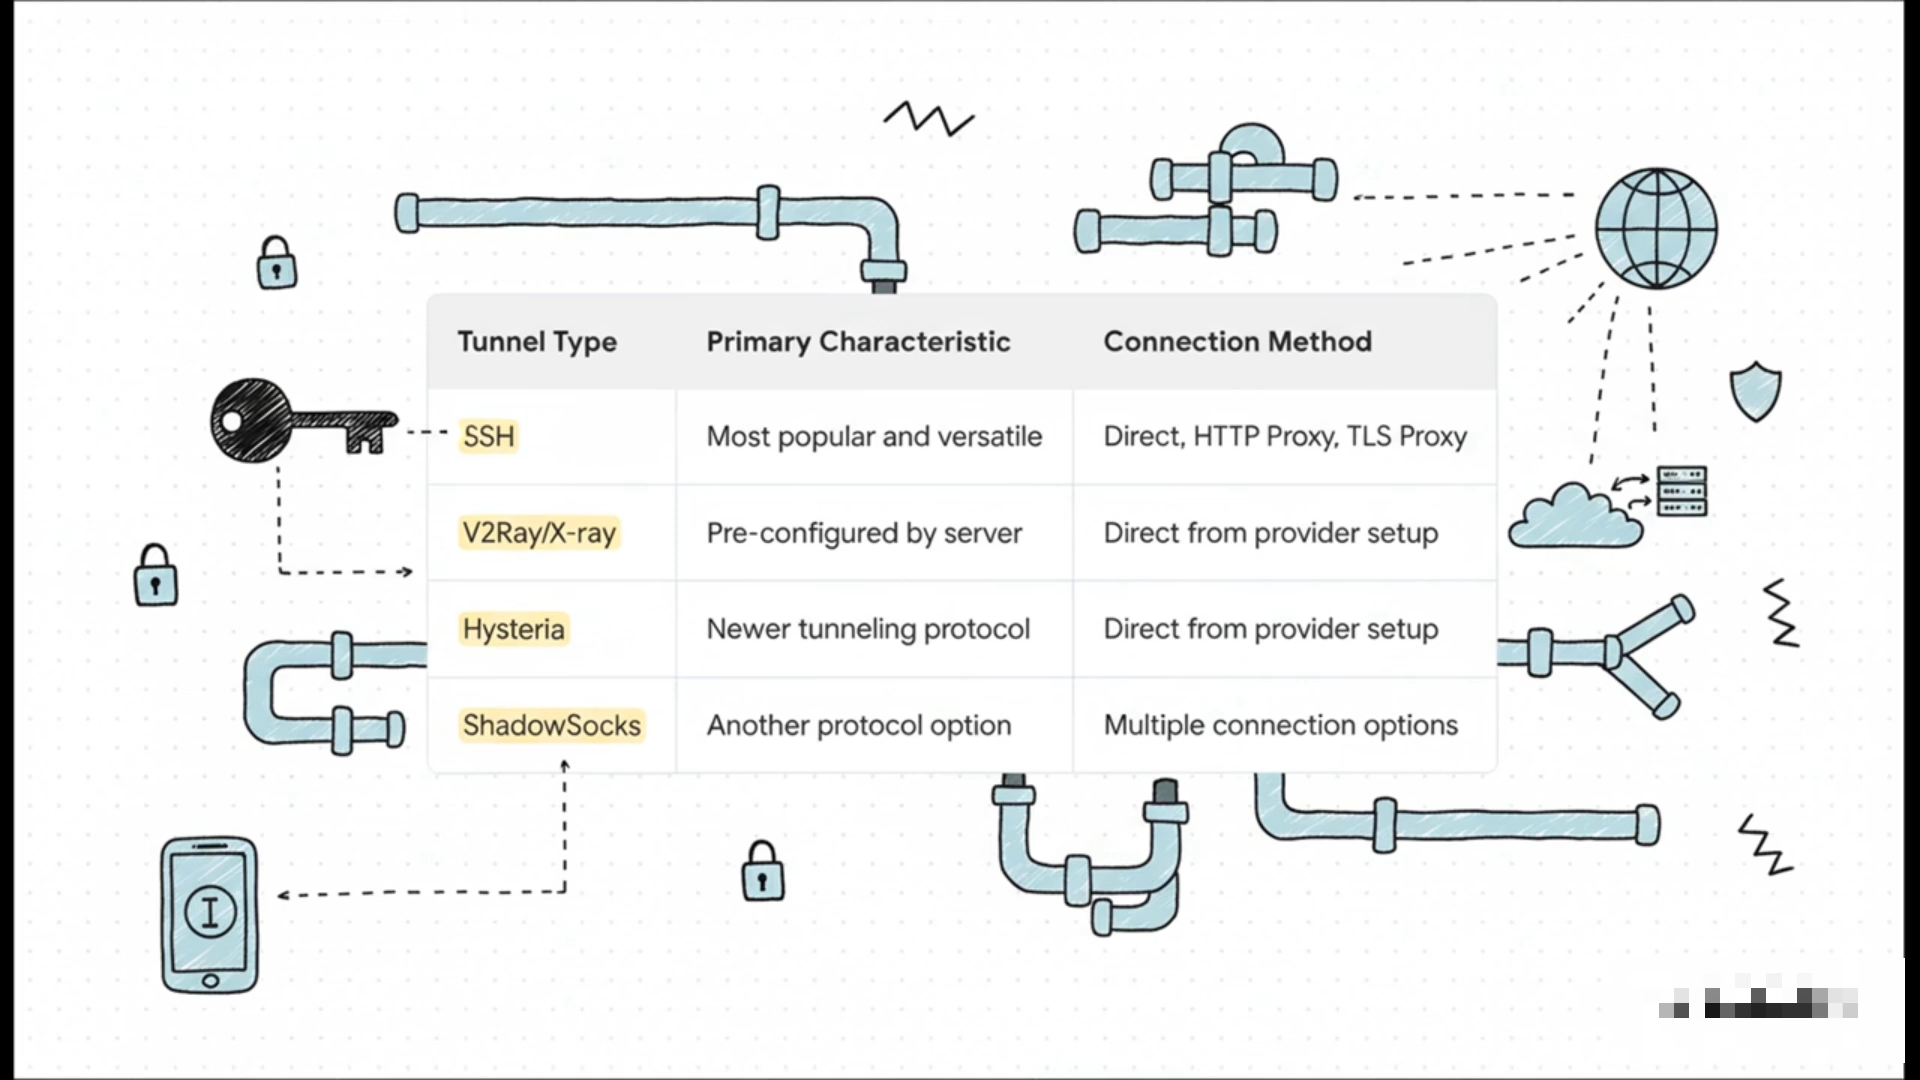 Tunnel Type Primary Characteristic Connection Method
SSH Most popular and versatile Direct, HTTP Proxy, TLS Proxy
V2Ray/X-ray Pre-configured by server Direct from provider setup
Hysteria Newer tunneling protocol Direct from provider setup
ShadowSocks Another protocol option Multiple connection options
I